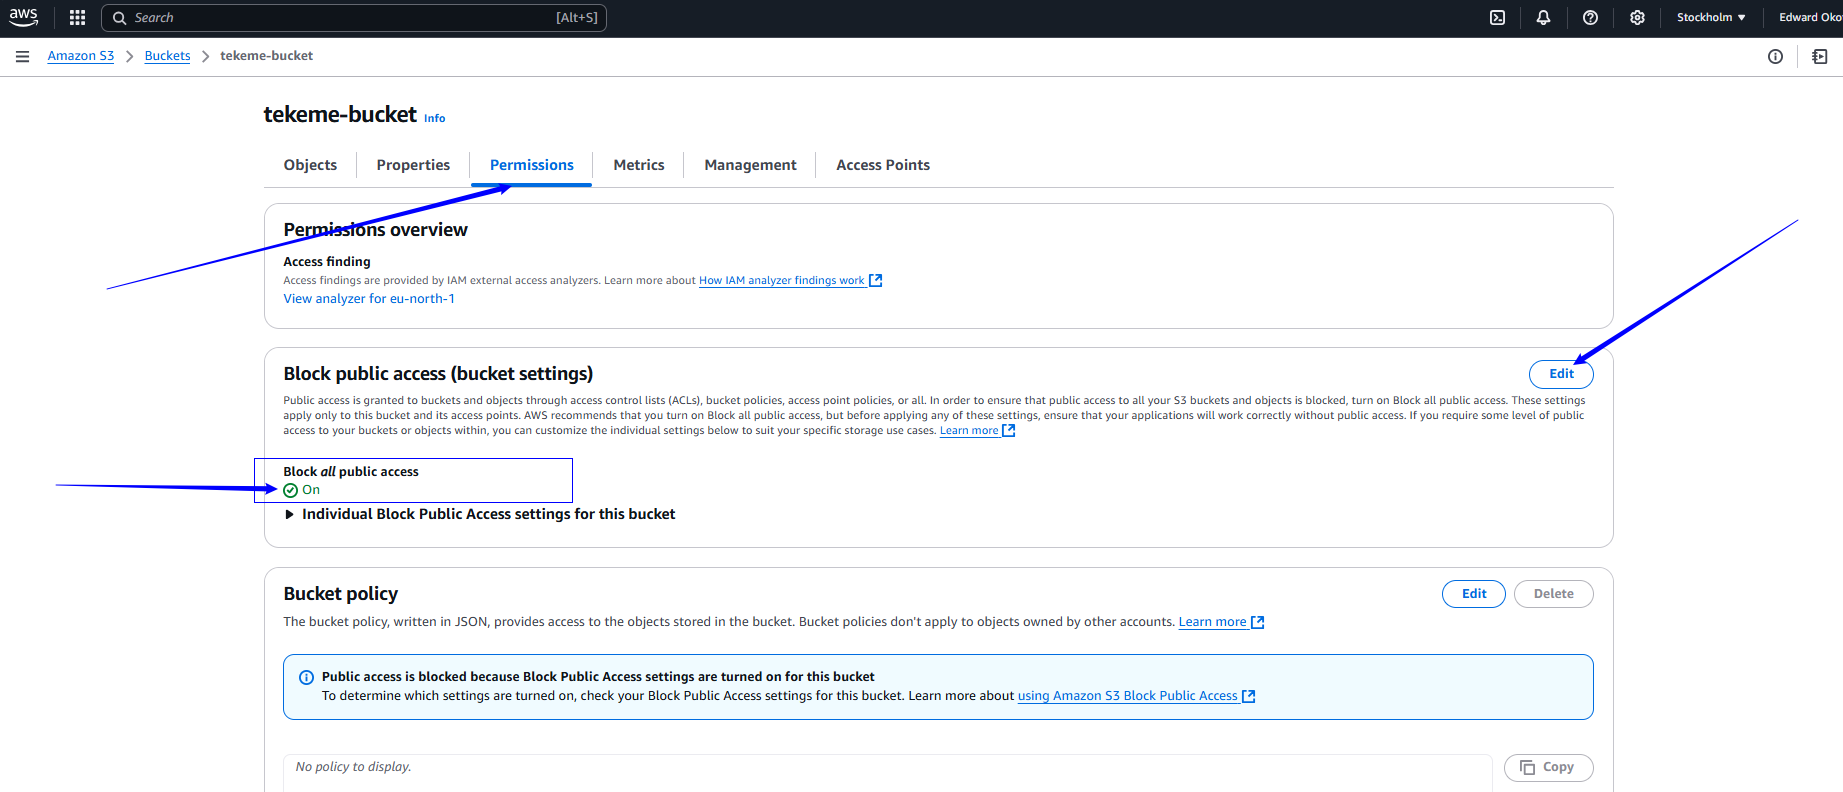 aws
Search
[Alt+S]
Stockholm ▼
Edward Oko
Amazon S3 > Buckets > tekeme-bucket
tekeme-bucket Info
Objects
Properties
Permissions
Metrics
Management
Access Points
Permissions overview
Access finding
Access findings are provided by IAM external access analyzers. Learn more about How IAM analyzer findings work
View analyzer for eu-north-1
Block public access (bucket settings)
Edit
Public access is granted to buckets and objects through access control lists (ACLs), bucket policies, access point policies, or all. In order to ensure that public access to all your S3 buckets and objects is blocked, turn on Block all public access. These settings
apply only to this bucket and its access points. AWS recommends that you turn on Block all public access, but before applying any of these settings, ensure that your applications will work correctly without public access. If you require some level of public
access to your buckets or objects within, you can customize the individual settings below to suit your specific storage use cases. Learn more
Block all public access
On
Individual Block Public Access settings for this bucket
Bucket policy
Edit
Delete
The bucket policy, written in JSON, provides access to the objects stored in the bucket. Bucket policies don't apply to objects owned by other accounts. Learn more
Public access is blocked because Block Public Access settings are turned on for this bucket
To determine which settings are turned on, check your Block Public Access settings for this bucket. Learn more about using Amazon S3 Block Public Access
No policy to display.
Copy